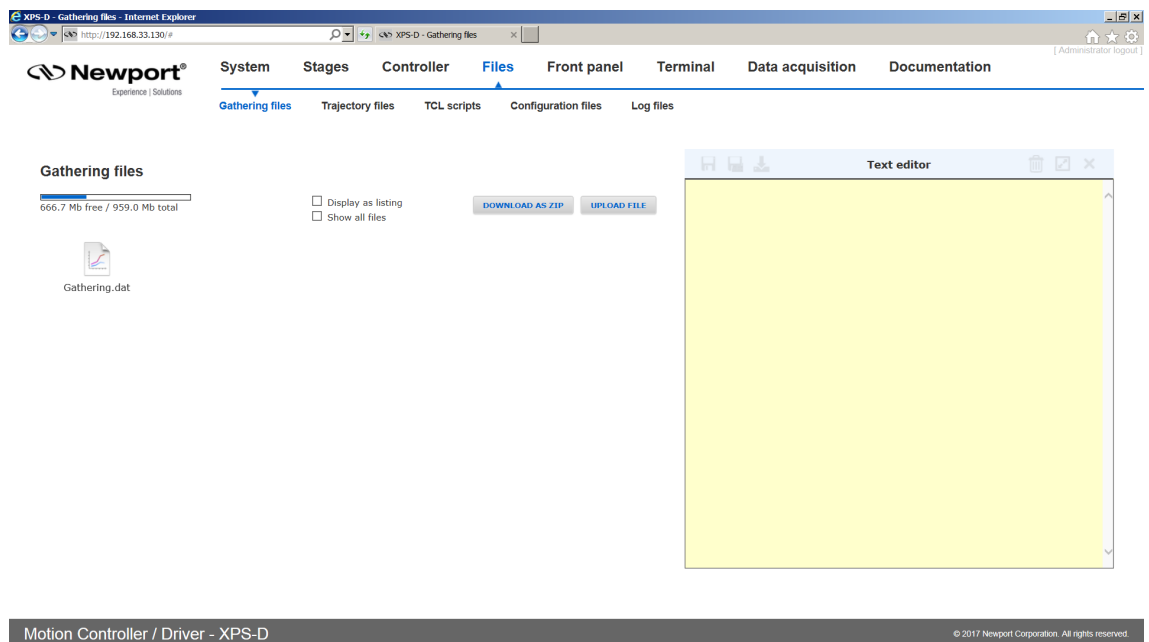 XPS-D - Gathering files - Internet Explorer
http://192.168.33.130/#
XPS-D - Gathering files
[ Administrator logout ]
Newport®
Experience | Solutions
System Stages Controller Files Front panel Terminal Data acquisition Documentation
Gathering files Trajectory files TCL scripts Configuration files Log files
Gathering files
666.7 Mb free / 959.0 Mb total
Display as listing
Show all files
DOWNLOAD AS ZIP UPLOAD FILE
Gathering.dat
Text editor
Motion Controller / Driver - XPS-D
© 2017 Newport Corporation. All rights reserved.